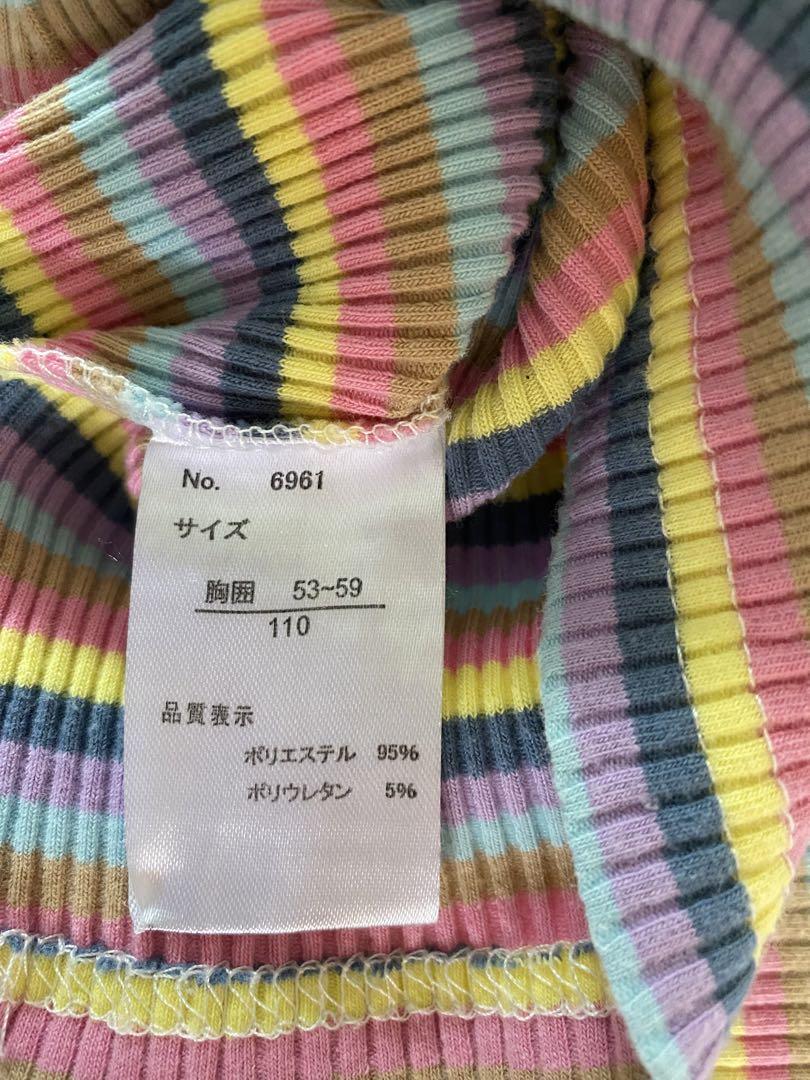 No. 6961
サイズ
胸囲 53~59
110
品質表示
ポリエステル 95%
ポリウレタン 5%